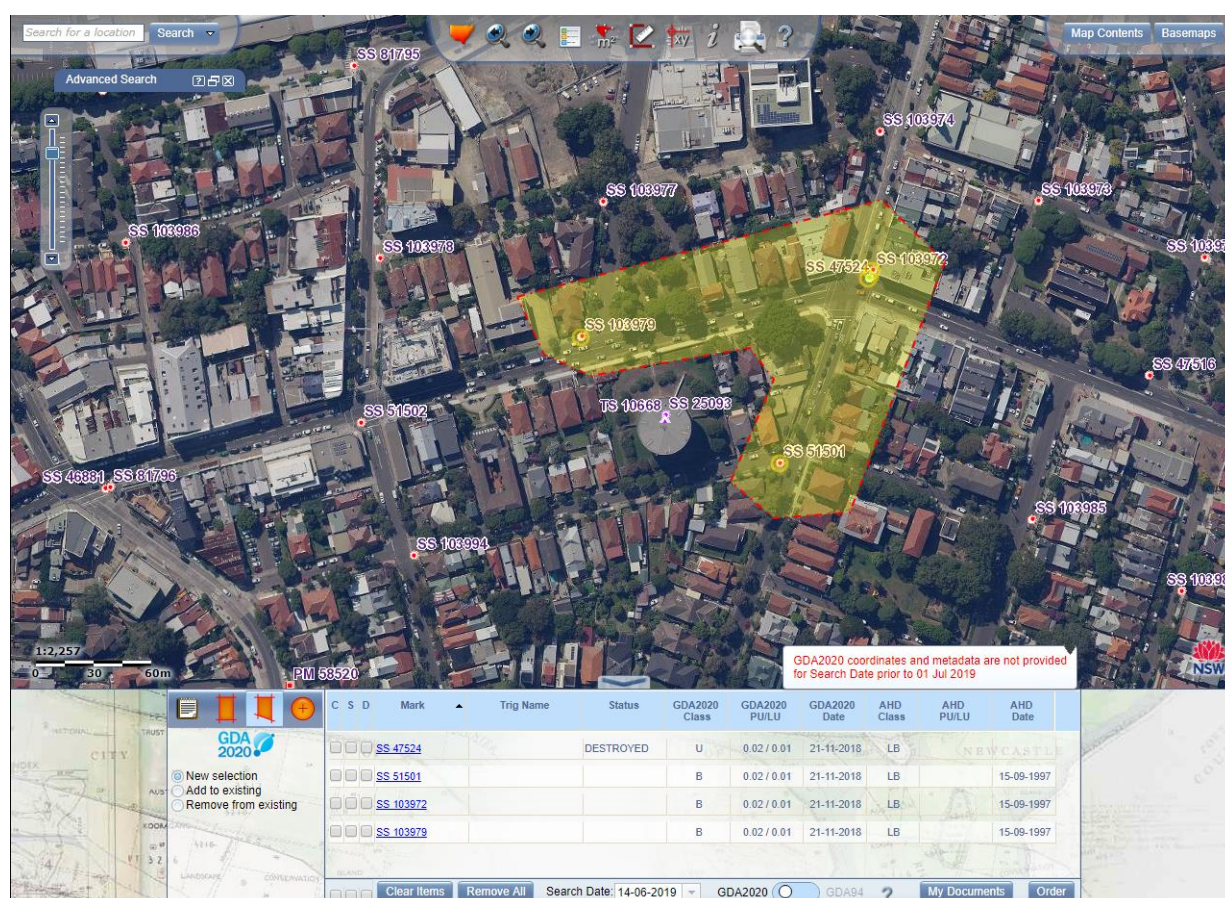 Search for a location Search
Map Contents Basemaps
Advanced Search
SS 81795
SS 103974
SS 103977
SS 103973
SS 103986
SS 103978
SS 47524 SS 103972
SS 103979
SS 47516
TS 10668 SS 25093
SS 51502
SS 51501
SS 46881 SS 81796
SS 103985
SS 103994
1:2,257
0 30 60m
PM 58520
GDA2020 coordinates and metadata are not provided
for Search Date prior to 01 Jul 2019
NSW
C S D Mark Trig Name Status GDA2020 Class GDA2020 PU/LU GDA2020 Date AHD Class AHD PU/LU AHD Date
SS 47524 DESTROYED U 0.02 / 0.01 21-11-2018 LB
SS 51501 B 0.02 / 0.01 21-11-2018 LB 15-09-1997
SS 103972 B 0.02 / 0.01 21-11-2018 LB 15-09-1997
SS 103979 B 0.02 / 0.01 21-11-2018 LB 15-09-1997
GDA
2020
New selection
Add to existing
Remove from existing
CITY
NEWCASTLE
LANDSCAPE
CONSERVATION
Clear Items Remove All Search Date: 14-06-2019 GDA2020 GDA94 ? My Documents Order